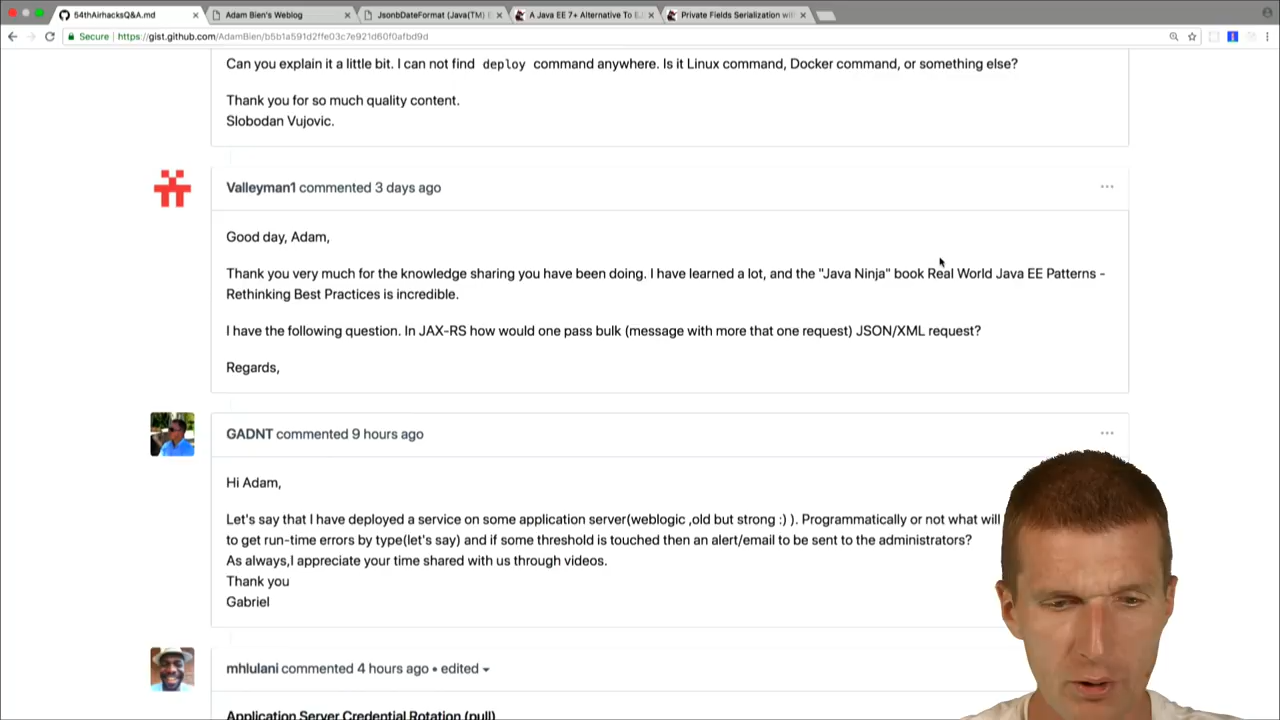 54thAirhacksQ&A.md
Adam Bien's Weblog
JsonbDateFormat (Java(TM) E
A Java EE 7+ Alternative To EJ
Private Fields Serialization wit
Secure
https://gist.github.com/AdamBien/b5b1a591d2ffe03c7e921d60f0afbd9d
Can you explain it a little bit. I can not find deploy command anywhere. Is it Linux command, Docker command, or something else?
Thank you for so much quality content.
Slobodan Vujovic.
Valleyman1 commented 3 days ago
Good day, Adam,
Thank you very much for the knowledge sharing you have been doing. I have learned a lot, and the "Java Ninja" book Real World Java EE Patterns -
Rethinking Best Practices is incredible.
I have the following question. In JAX-RS how would one pass bulk (message with more that one request) JSON/XML request?
Regards,
GADNT commented 9 hours ago
Hi Adam,
Let's say that I have deployed a service on some application server(weblogic ,old but strong :) ). Programmatically or not what will
to get run-time errors by type(let's say) and if some threshold is touched then an alert/email to be sent to the administrators?
As always,I appreciate your time shared with us through videos.
Thank you
Gabriel
mhlulani commented 4 hours ago • edited
Application Server Credential Rotation (pull)